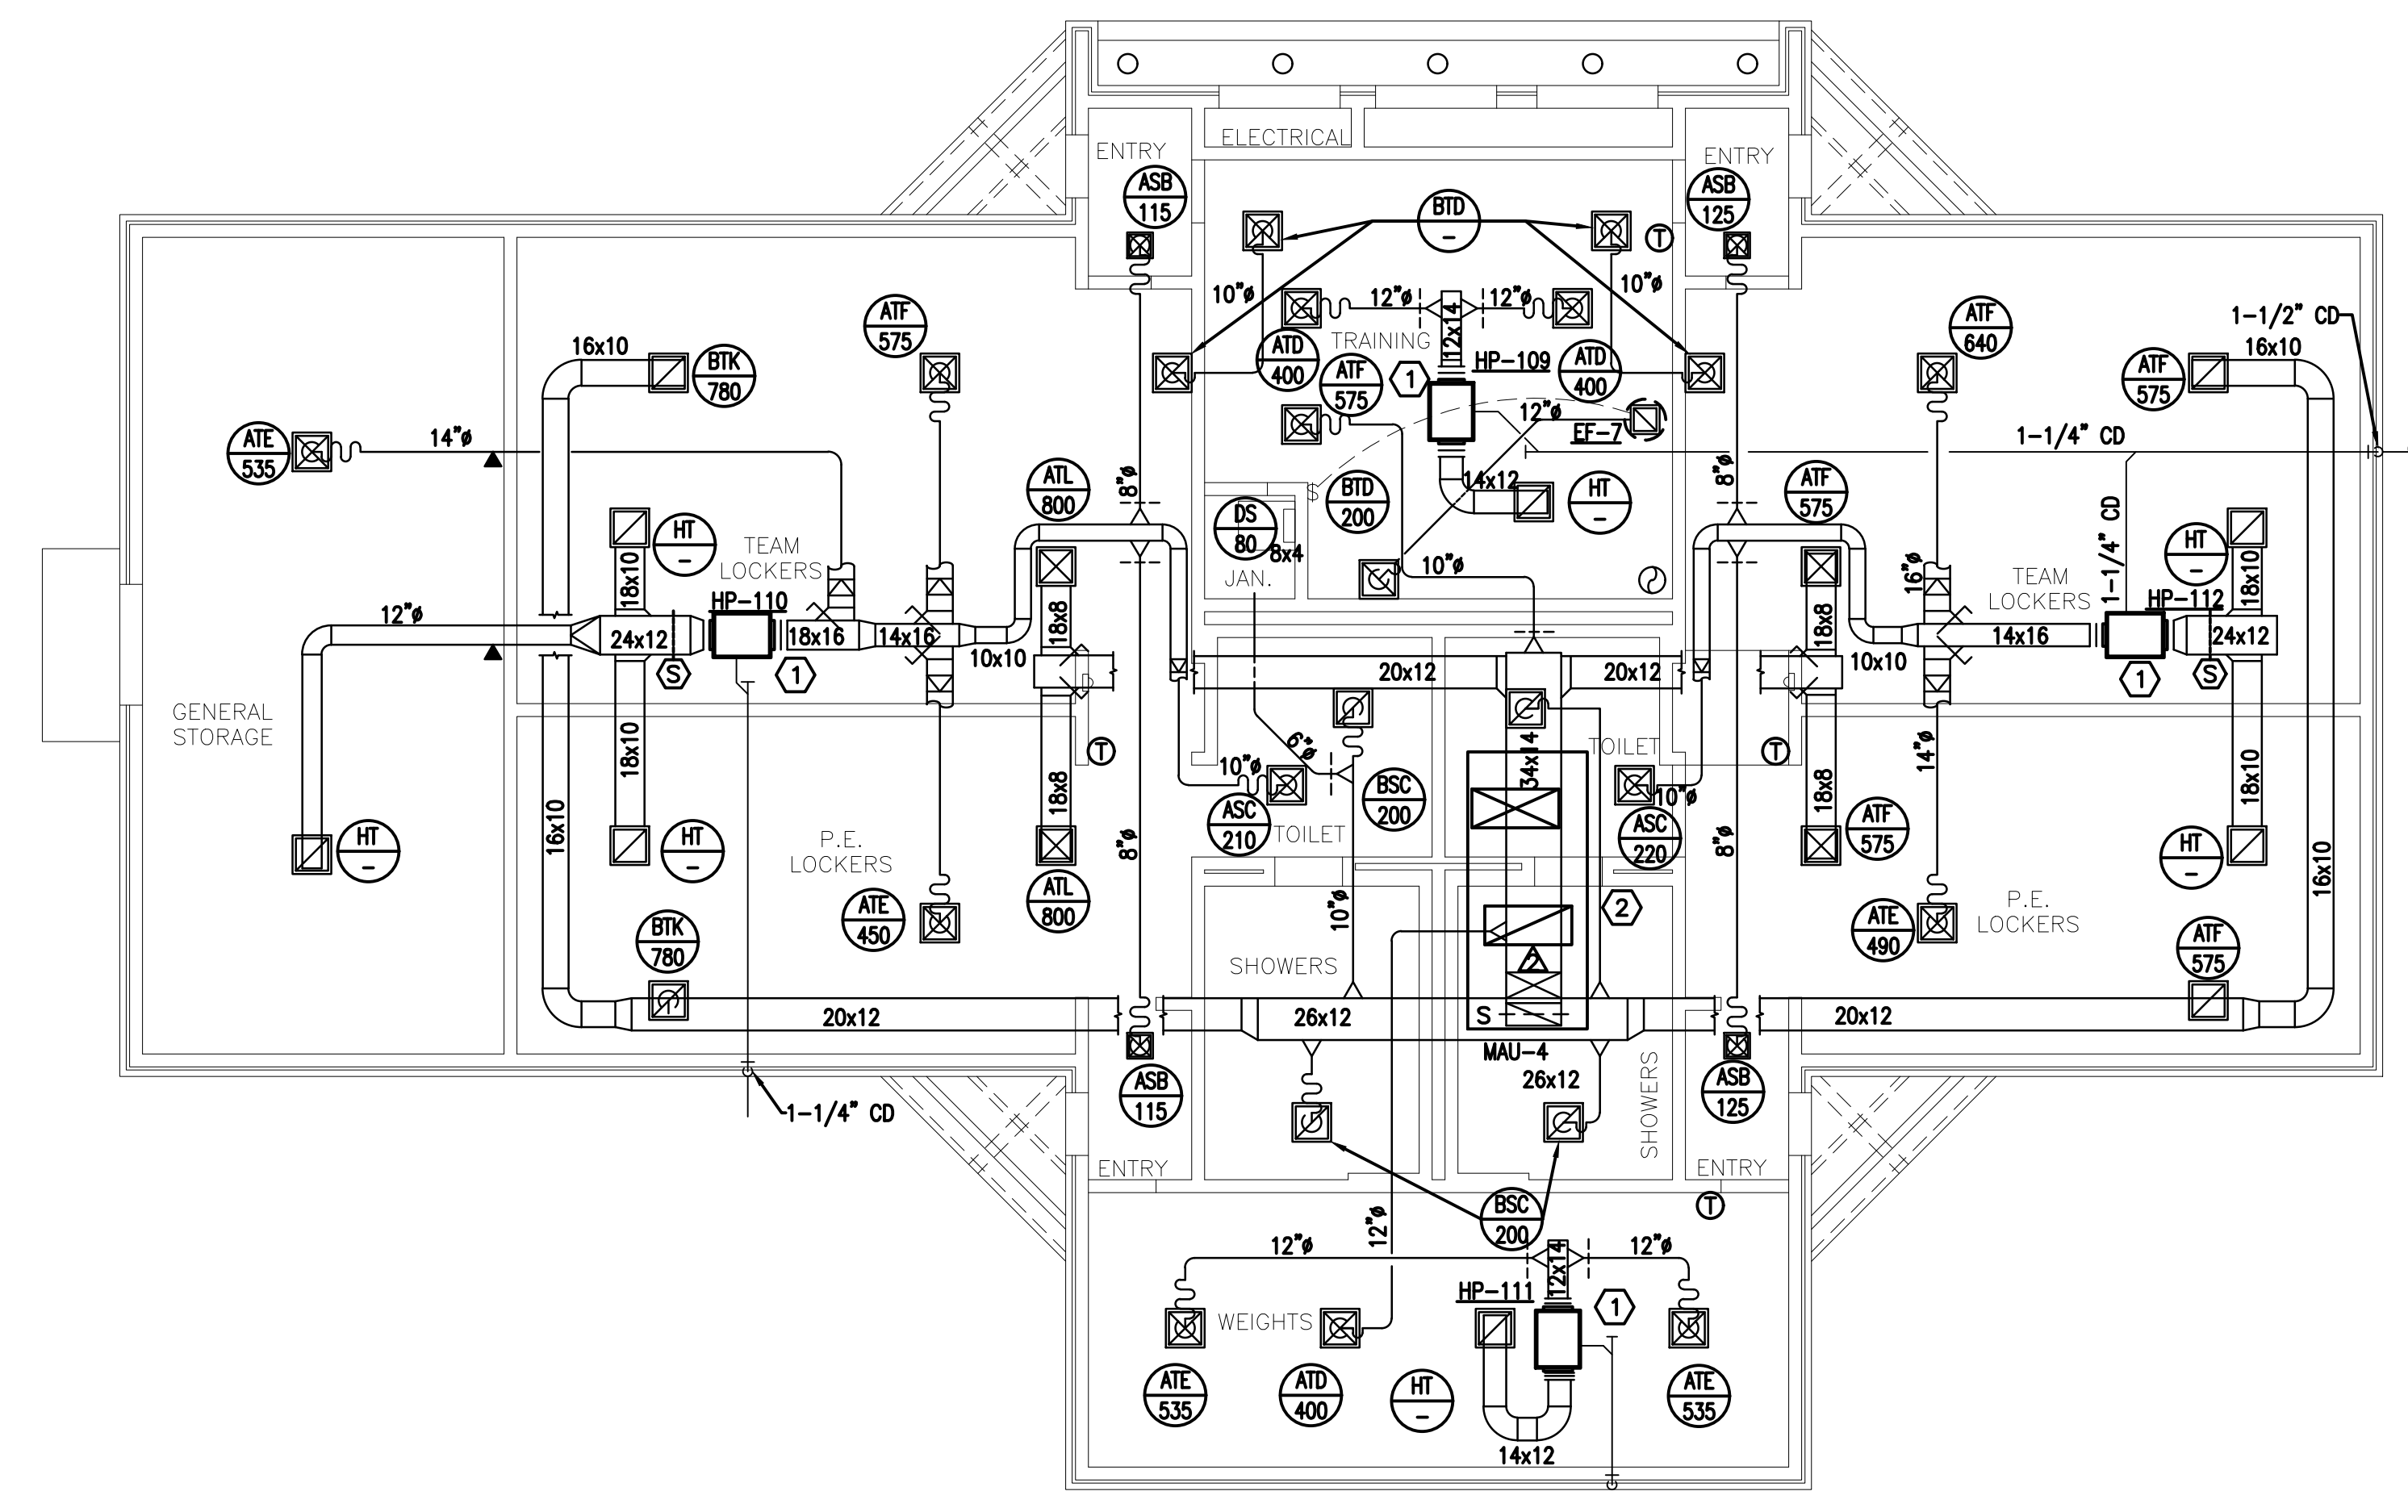 ELECTRICAL
ENTRY
ENTRY
ASB
115
BTD
-
ASB
125
T
10"ø
12"ø
12"ø
10"ø
12x14
TRAINING
ATF
575
ATF
640
1-1/2" CD
16x10
BTK
780
ATD
400
ATF
575
1
HP-109
ATD
400
ATF
575
16x10
12"ø
EF-7
ATE
535
14"ø
1-1/4" CD
ATL
800
8"ø
BTD
200
14x12
HT
-
8"ø
ATF
575
$
DS
80
8x4
HT
-
TEAM
LOCKERS
18x10
JAN.
10"ø
16"ø
1-1/4" CD
HT
-
18x10
TEAM
LOCKERS
HP-110
HP-112
12"ø
24x12
18x16
14x16
18x8
18x8
14x16
24x12
10x10
10x10
S
1
20x12
20x12
1
S
GENERAL
STORAGE
18x10
T
6"ø
34x14
TOILET
T
14"ø
18x10
10"ø
10"ø
18x8
18x8
BSC
200
16x10
ASC
210
TOILET
ASC
220
8"ø
8"ø
ATF
575
HT
-
HT
-
P.E.
LOCKERS
HT
-
16x10
ATL
800
ATE
450
10"ø
2
ATE
490
P.E.
LOCKERS
BTK
780
SHOWERS
2
ATF
575
20x12
26x12
S
20x12
MAU-4
26x12
SHOWERS
ASB
115
ASB
125
1-1/4" CD
ENTRY
ENTRY
BSC
200
T
12"ø
12"ø
12x14
12"ø
HP-111
1
WEIGHTS
ATE
535
ATD
400
HT
-
ATE
535
14x12